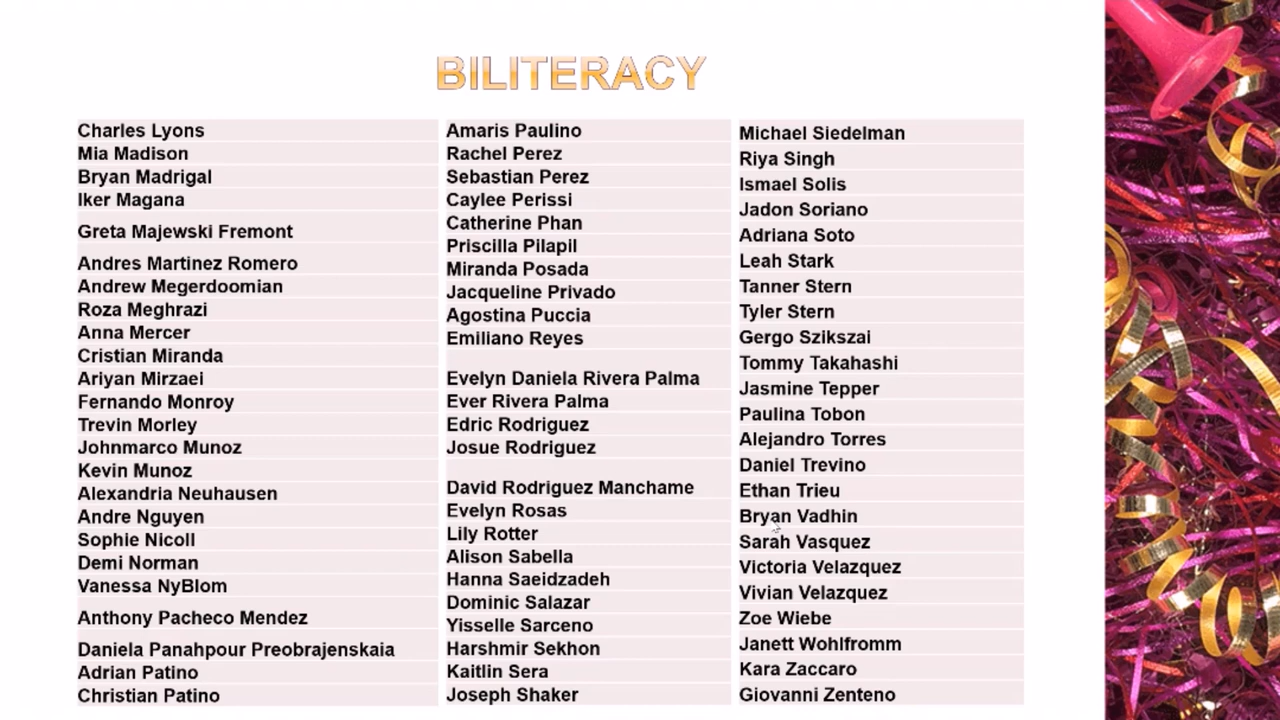 BILITERACY
Charles Lyons
Mia Madison
Bryan Madrigal
Iker Magana
Greta Majewski Fremont
Andres Martinez Romero
Andrew Megerdoomian
Roza Meghrazi
Anna Mercer
Cristian Miranda
Ariyan Mirzaei
Fernando Monroy
Trevin Morley
Johnmarco Munoz
Kevin Munoz
Alexandria Neuhausen
Andre Nguyen
Sophie Nicoll
Demi Norman
Vanessa NyBlom
Anthony Pacheco Mendez
Daniela Panahpour Preobrajenskaia
Adrian Patino
Christian Patino
Amaris Paulino
Rachel Perez
Sebastian Perez
Caylee Perissi
Catherine Phan
Priscilla Pilapil
Miranda Posada
Jacqueline Privado
Agostina Puccia
Emiliano Reyes
Evelyn Daniela Rivera Palma
Ever Rivera Palma
Edric Rodriguez
Josue Rodriguez
David Rodriguez Manchame
Evelyn Rosas
Lily Rotter
Alison Sabella
Hanna Saeidzadeh
Dominic Salazar
Yisselle Sarceno
Harshmir Sekhon
Kaitlin Sera
Joseph Shaker
Michael Siedelman
Riya Singh
Ismael Solis
Jadon Soriano
Adriana Soto
Leah Stark
Tanner Stern
Tyler Stern
Gergo Szikszai
Tommy Takahashi
Jasmine Tepper
Paulina Tobon
Alejandro Torres
Daniel Trevino
Ethan Trieu
Bryan Vadhin
Sarah Vasquez
Victoria Velazquez
Vivian Velazquez
Zoe Wiebe
Janett Wohlfromm
Kara Zaccaro
Giovanni Zenteno